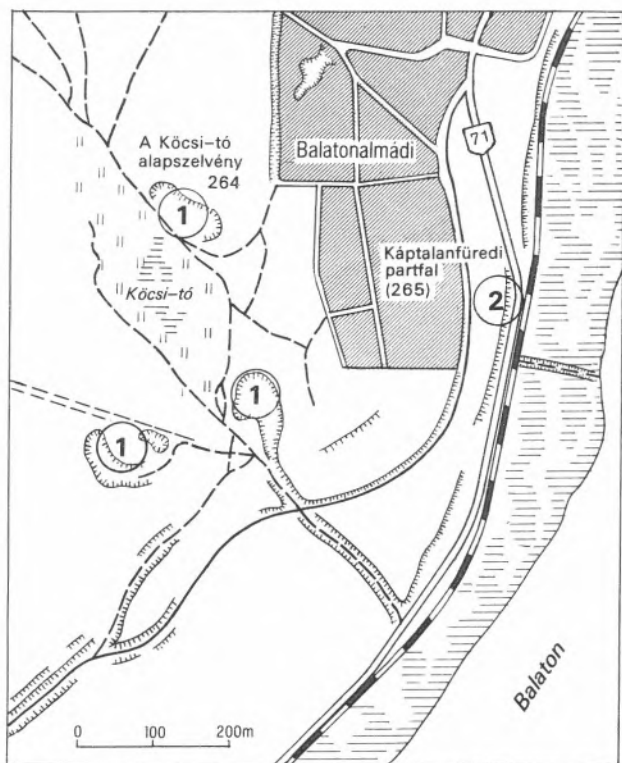 A Köcsi–tó
alapszelvény
264
1
Balatonalmádi
71
Káptalanfüredi
partfal
(265)
2
Köcsi–tó
1
1
Balaton
0 100 200m